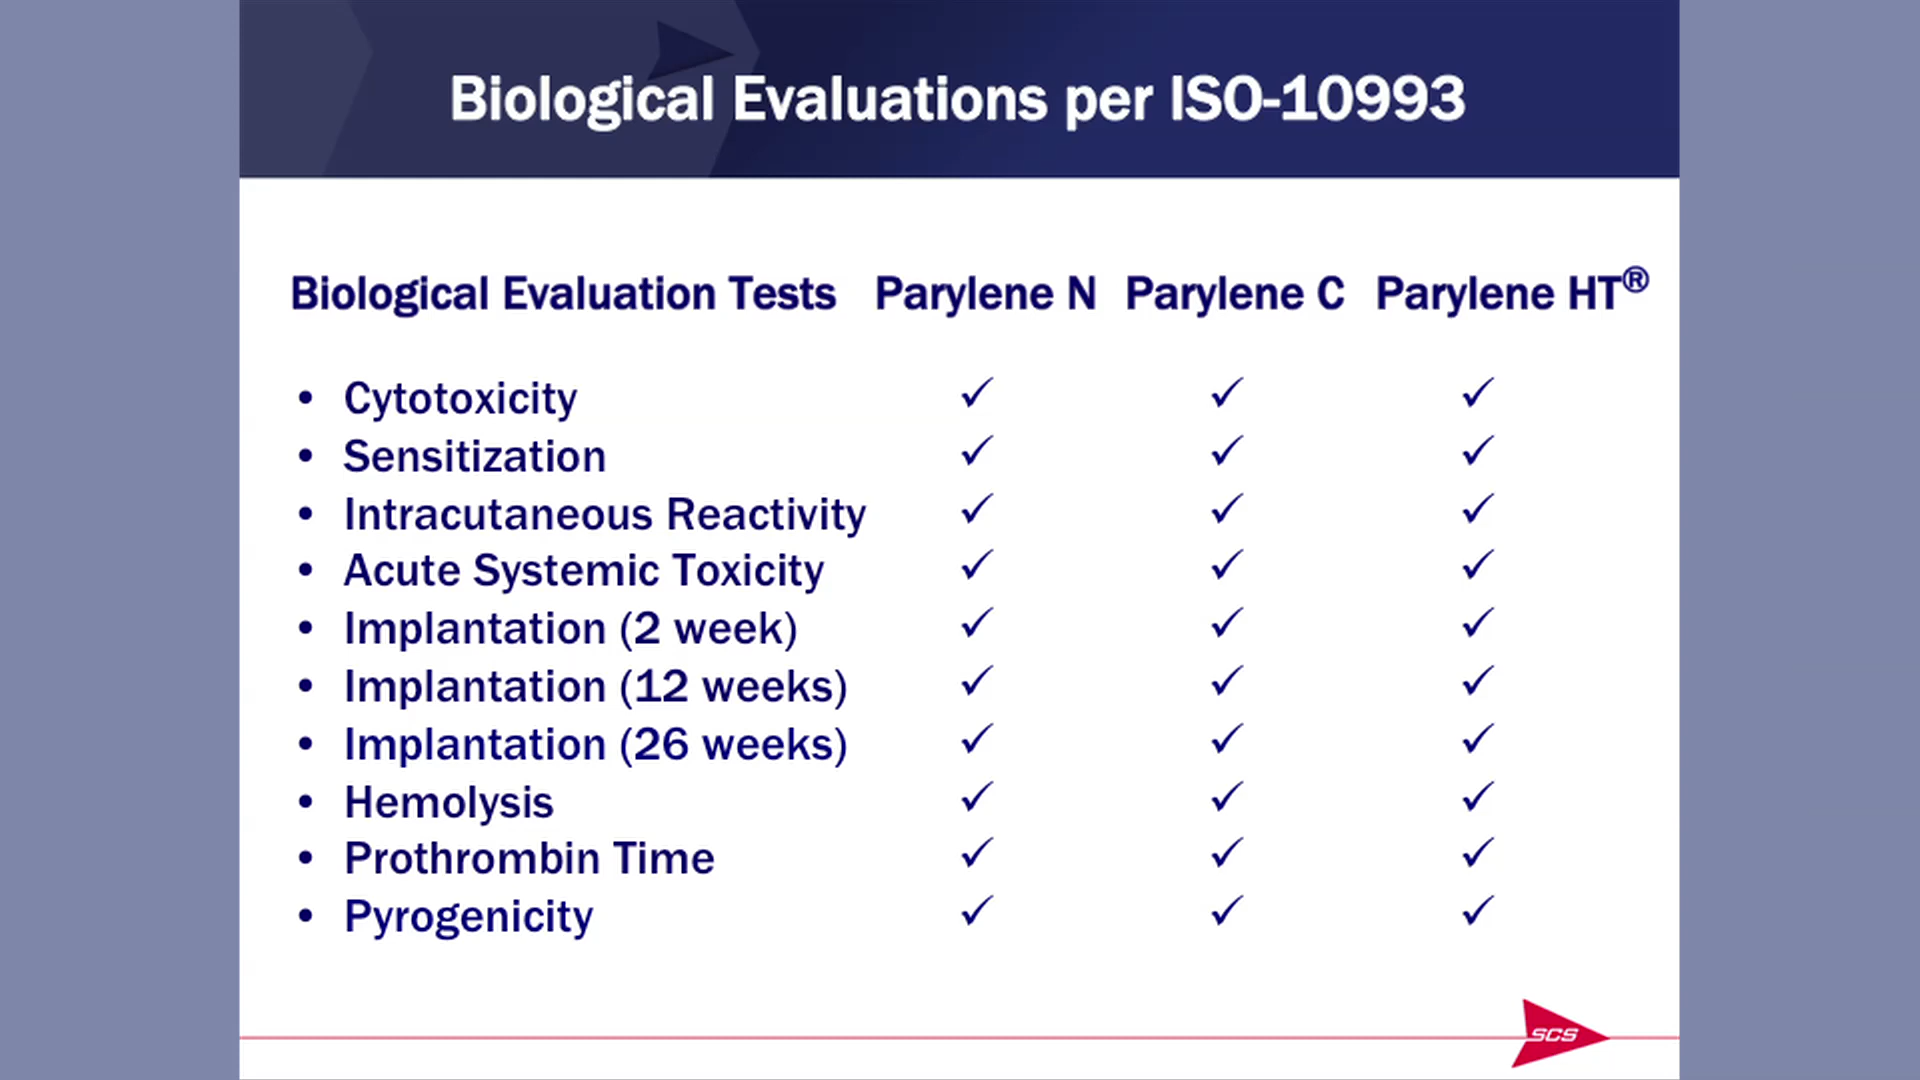 Biological Evaluations per ISO-10993
Biological Evaluation Tests Parylene N Parylene C Parylene HT®
• Cytotoxicity ✓ ✓ ✓
• Sensitization ✓ ✓ ✓
• Intracutaneous Reactivity ✓ ✓ ✓
• Acute Systemic Toxicity ✓ ✓ ✓
• Implantation (2 week) ✓ ✓ ✓
• Implantation (12 weeks) ✓ ✓ ✓
• Implantation (26 weeks) ✓ ✓ ✓
• Hemolysis ✓ ✓ ✓
• Prothrombin Time ✓ ✓ ✓
• Pyrogenicity ✓ ✓ ✓
SCS